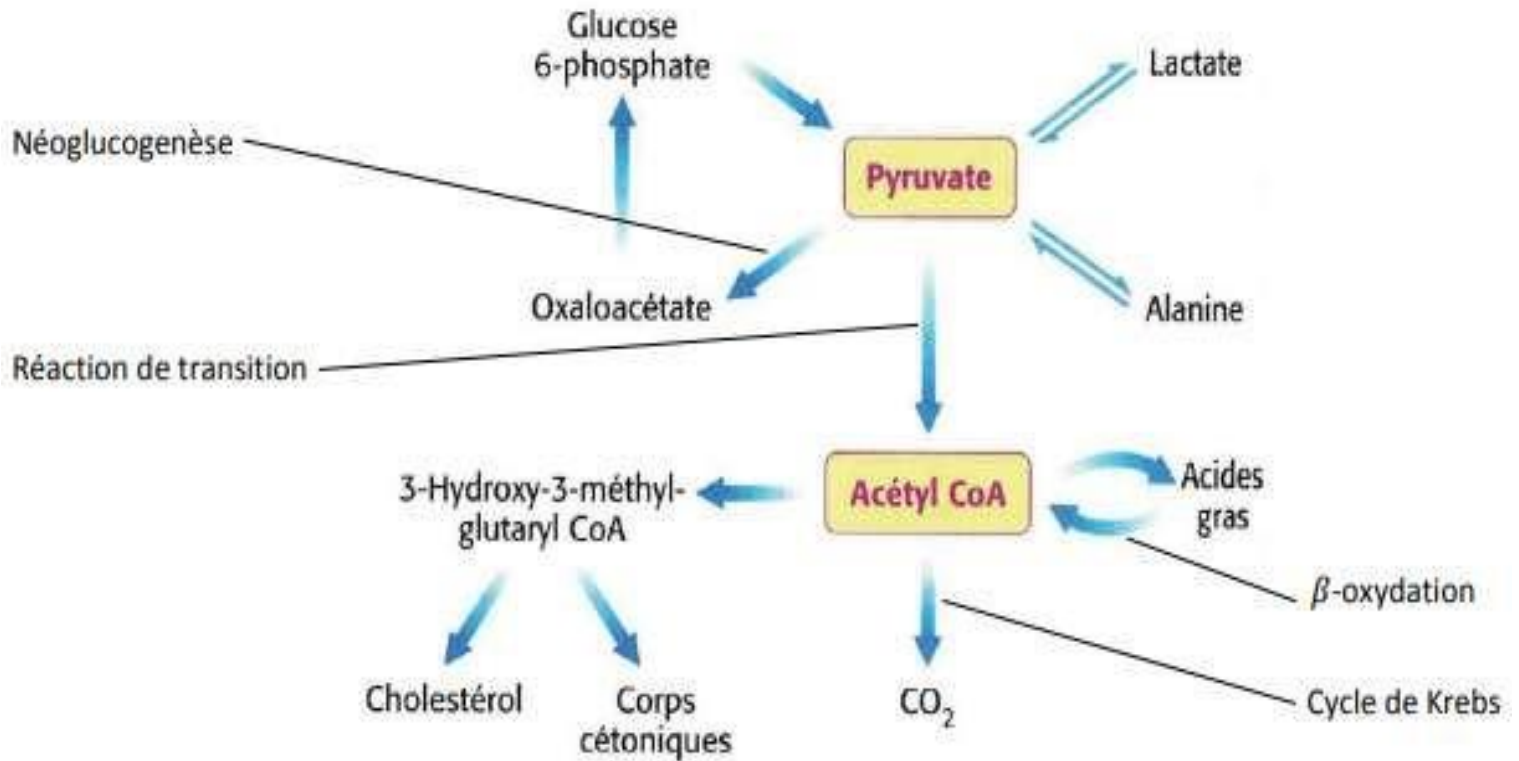 Glucose
6-phosphate
Lactate
Néoglucogenèse
Pyruvate
Oxaloacétate
Alanine
Réaction de transition
3-Hydroxy-3-méthyl-
glutaryl CoA
Acétyl CoA
Acides
gras
β-oxydation
Cholestérol
Corps
cétoniques
CO₂
Cycle de Krebs